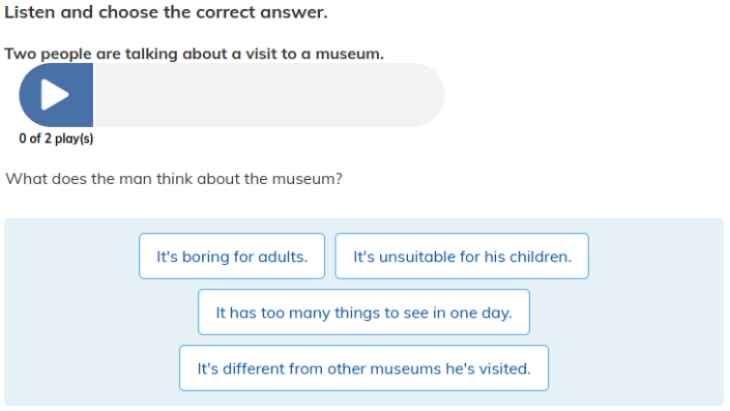 Listen and choose the correct answer.
Two people are talking about a visit to a museum.
0 of 2 play(s)
What does the man think about the museum?
It's boring for adults.
It's unsuitable for his children.
It has too many things to see in one day.
It's different from other museums he's visited.